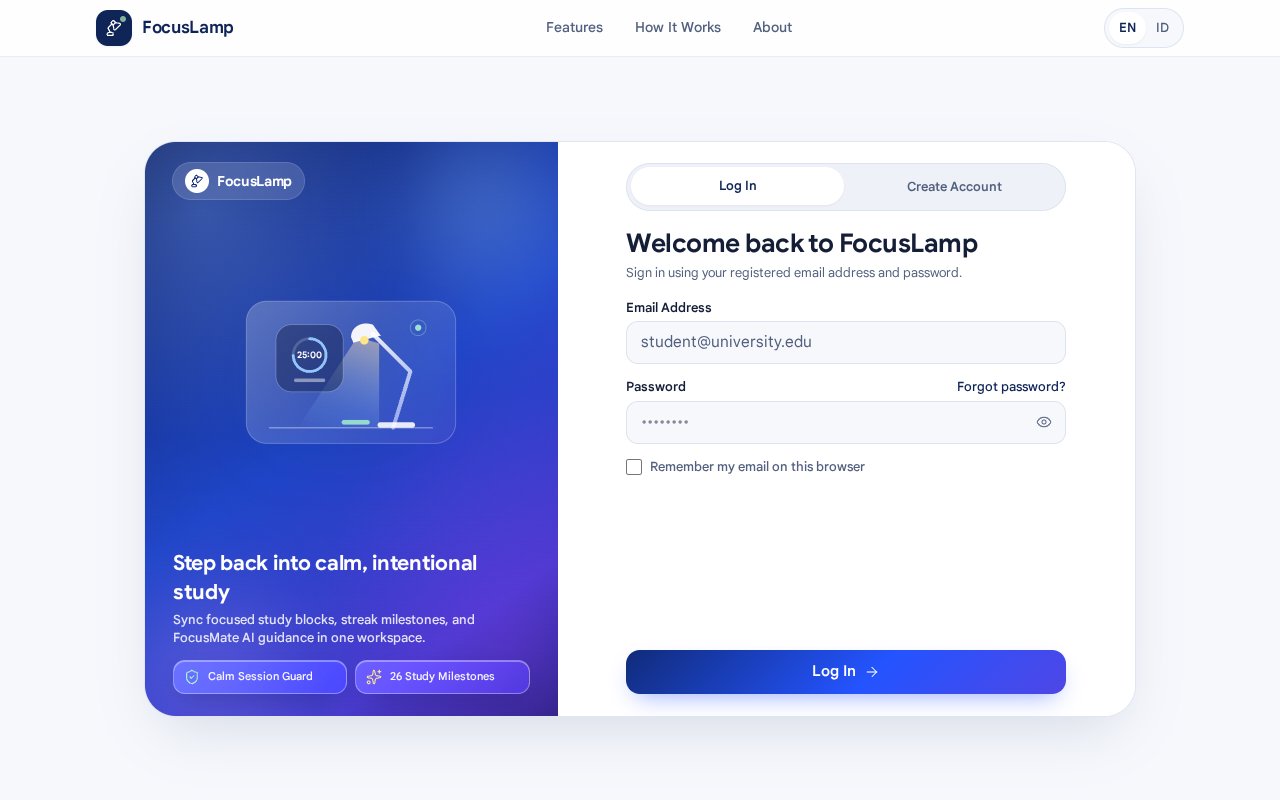 FocusLamp
Features
How It Works
About
EN
ID
FocusLamp
25:00
Step back into calm, intentional
study
Sync focused study blocks, streak milestones, and
FocusMate AI guidance in one workspace.
Calm Session Guard
26 Study Milestones
Log In
Create Account
Welcome back to FocusLamp
Sign in using your registered email address and password.
Email Address
student@university.edu
Password
Forgot password?
••••••••
Remember my email on this browser
Log In →